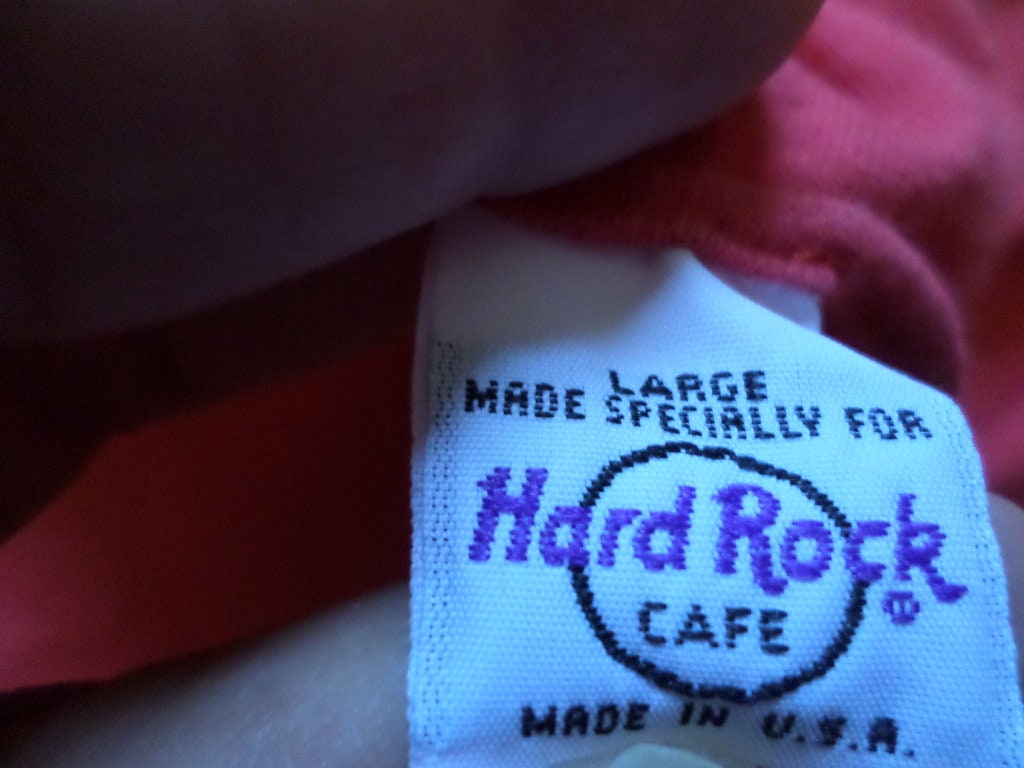 LARGE
MADE SPECIALLY FOR
Hard Rock
®
CAFE
MADE IN U.S.A.